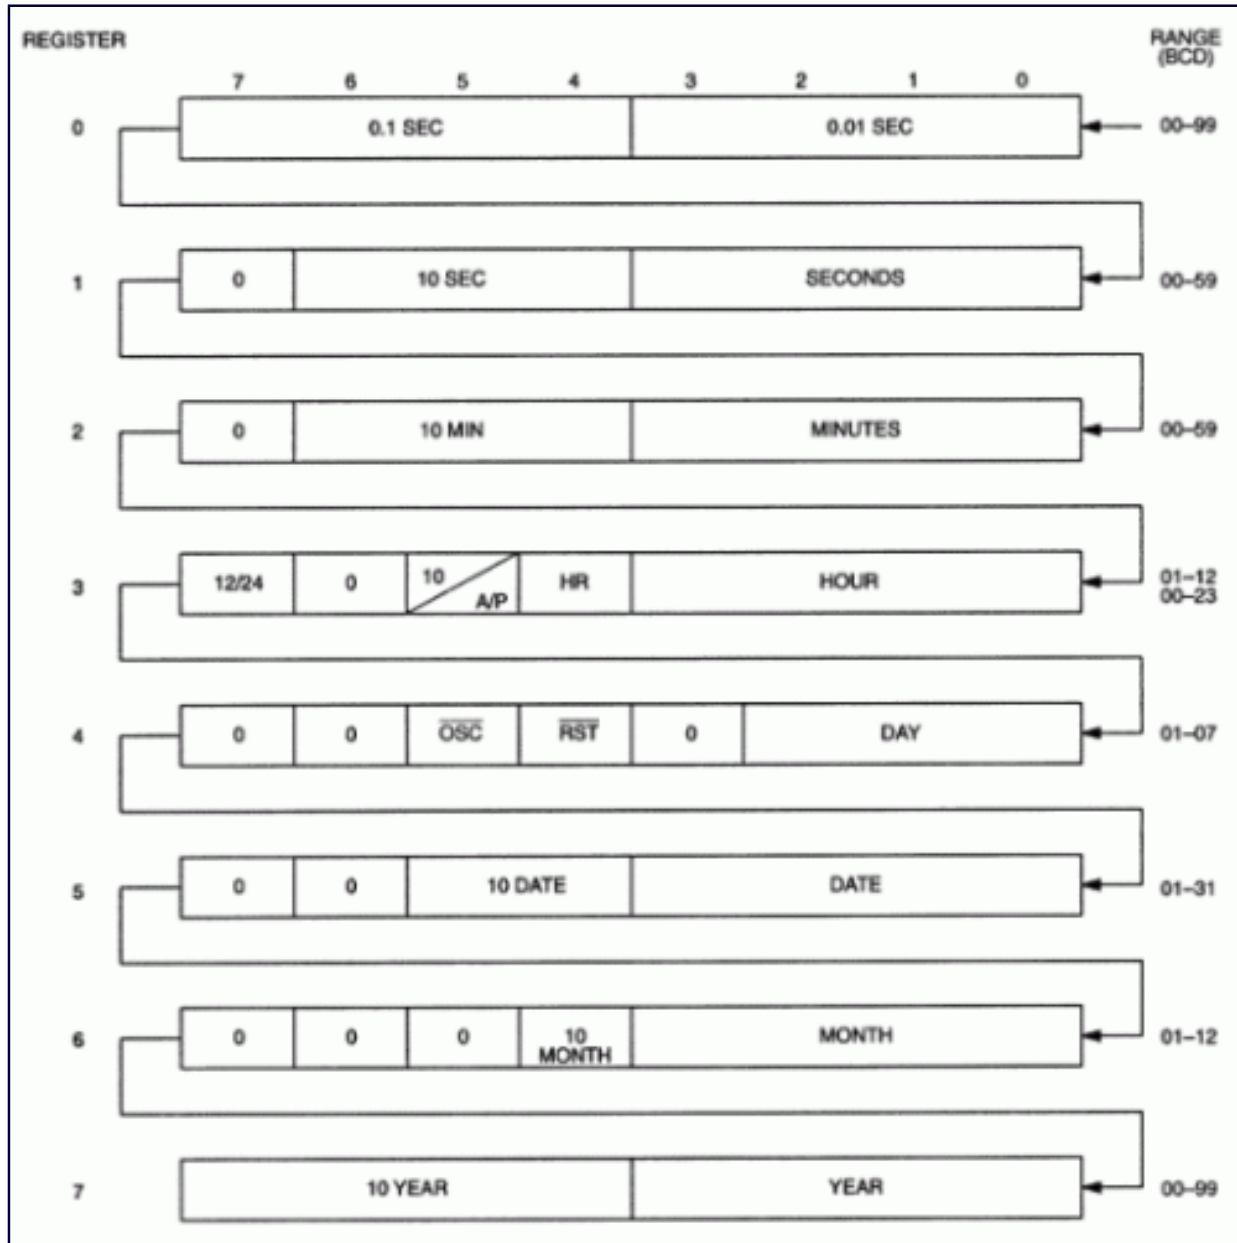 REGISTER
RANGE
(BCD)
7 6 5 4 3 2 1 0
0 0.1 SEC 0.01 SEC 00–99
1 0 10 SEC SECONDS 00–59
2 0 10 MIN MINUTES 00–59
3 12/24 0 10 A/P HR HOUR 01–12
00–23
4 0 0 OSC RST 0 DAY 01–07
5 0 0 10 DATE DATE 01–31
6 0 0 0 10 MONTH MONTH 01–12
7 10 YEAR YEAR 00–99